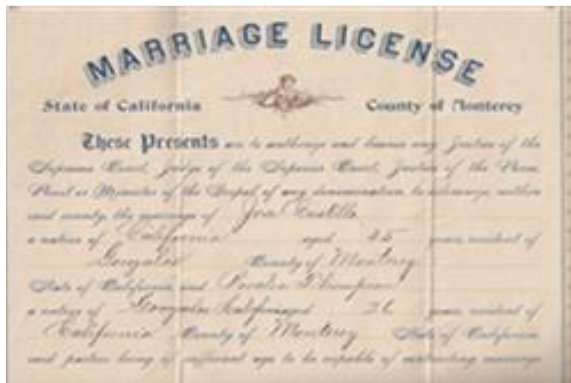 MARRIAGE LICENSE
State of California County of Monterey
These Presents are to authorize and license any Justice of the
Supreme Court, Judge of the Superior Court, Justice of the Peace,
Priest or Minister of the Gospel of any denomination, to solemnize within
said county the marriage of Jose Castillo
a native of California aged 25 years, resident of
Gonzales County of Monterey
State of California and
a native of Gonzales California aged 26 years, resident of
California County of Monterey State of California
said parties being of sufficient age to be capable of contracting marriage